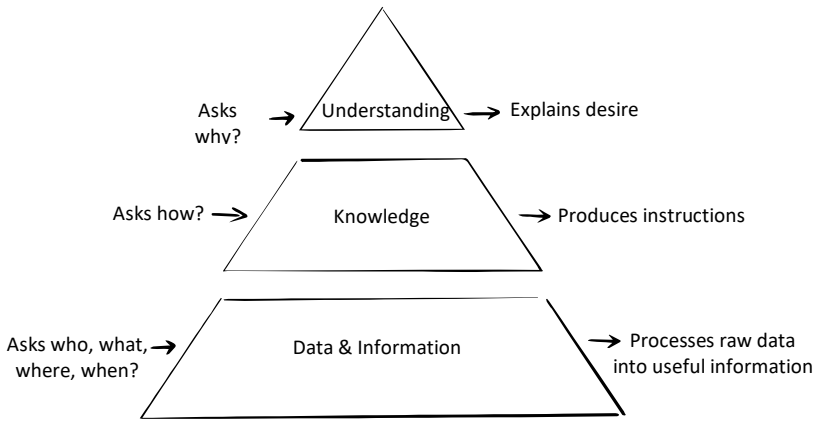 Asks
why?
Understanding
Explains desire
Asks how?
Knowledge
Produces instructions
Asks who, what,
where, when?
Data & Information
Processes raw data
into useful information